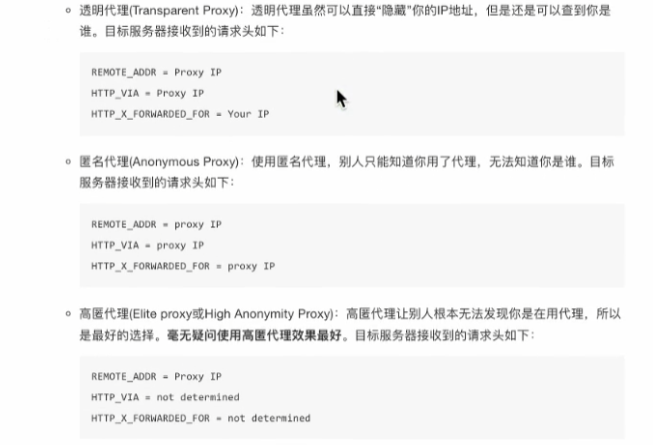 透明代理(Transparent Proxy)：透明代理虽然可以直接“隐藏”你的IP地址，但是还是可以查到你是
谁。目标服务器接收到的请求头如下：
REMOTE_ADDR = Proxy IP
HTTP_VIA = Proxy IP
HTTP_X_FORWARDED_FOR = Your IP
匿名代理(Anonymous Proxy)：使用匿名代理，别人只能知道你用了代理，无法知道你是谁。目标
服务器接收到的请求头如下：
REMOTE_ADDR = proxy IP
HTTP_VIA = proxy IP
HTTP_X_FORWARDED_FOR = proxy IP
高匿代理(Elite proxy或High Anonymity Proxy)：高匿代理让别人根本无法发现你是在用代理，所以
是最好的选择。毫无疑问使用高匿代理效果最好。目标服务器接收到的请求头如下：
REMOTE_ADDR = Proxy IP
HTTP_VIA = not determined
HTTP_X_FORWARDED_FOR = not determined